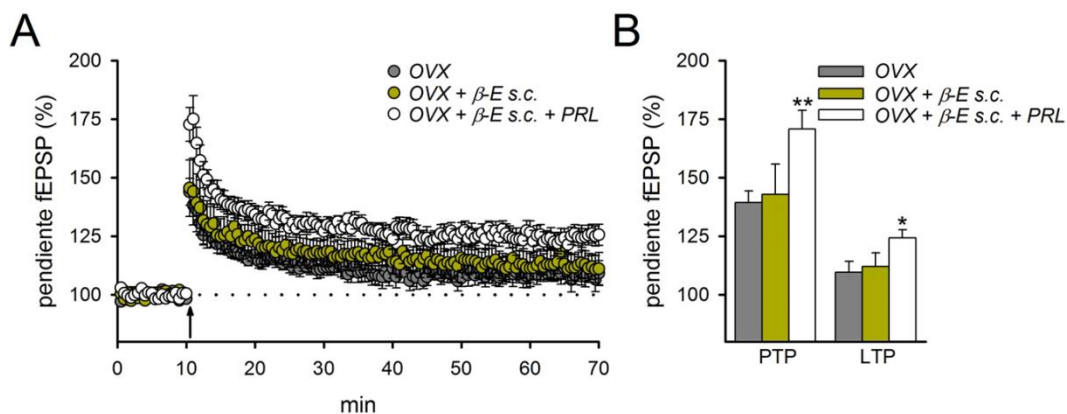 A
pendiente fEPSP (%)
200
175
150
125
100
OVX
OVX + β-E s.c.
OVX + β-E s.c. + PRL
0 10 20 30 40 50 60 70
min
B
pendiente fEPSP (%)
200
175
150
125
100
OVX
OVX + β-E s.c.
OVX + β-E s.c. + PRL
**
*
PTP LTP